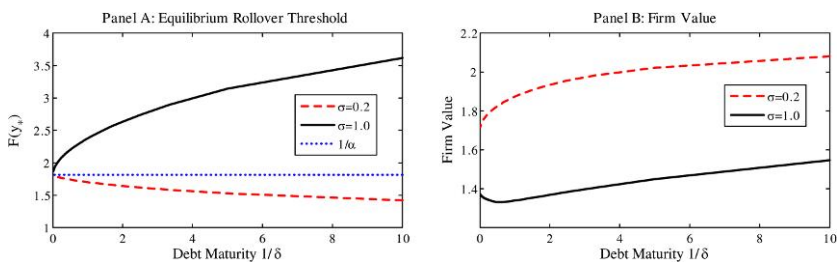 Panel A: Equilibrium Rollover Threshold
4
3.5
3
2.5
2
1.5
1
F(y*)
σ=0.2
σ=1.0
1/α
0
2
4
6
8
10
Debt Maturity 1/δ
Panel B: Firm Value
2.2
2
1.8
1.6
1.4
Firm Value
σ=0.2
σ=1.0
0
2
4
6
8
10
Debt Maturity 1/δ